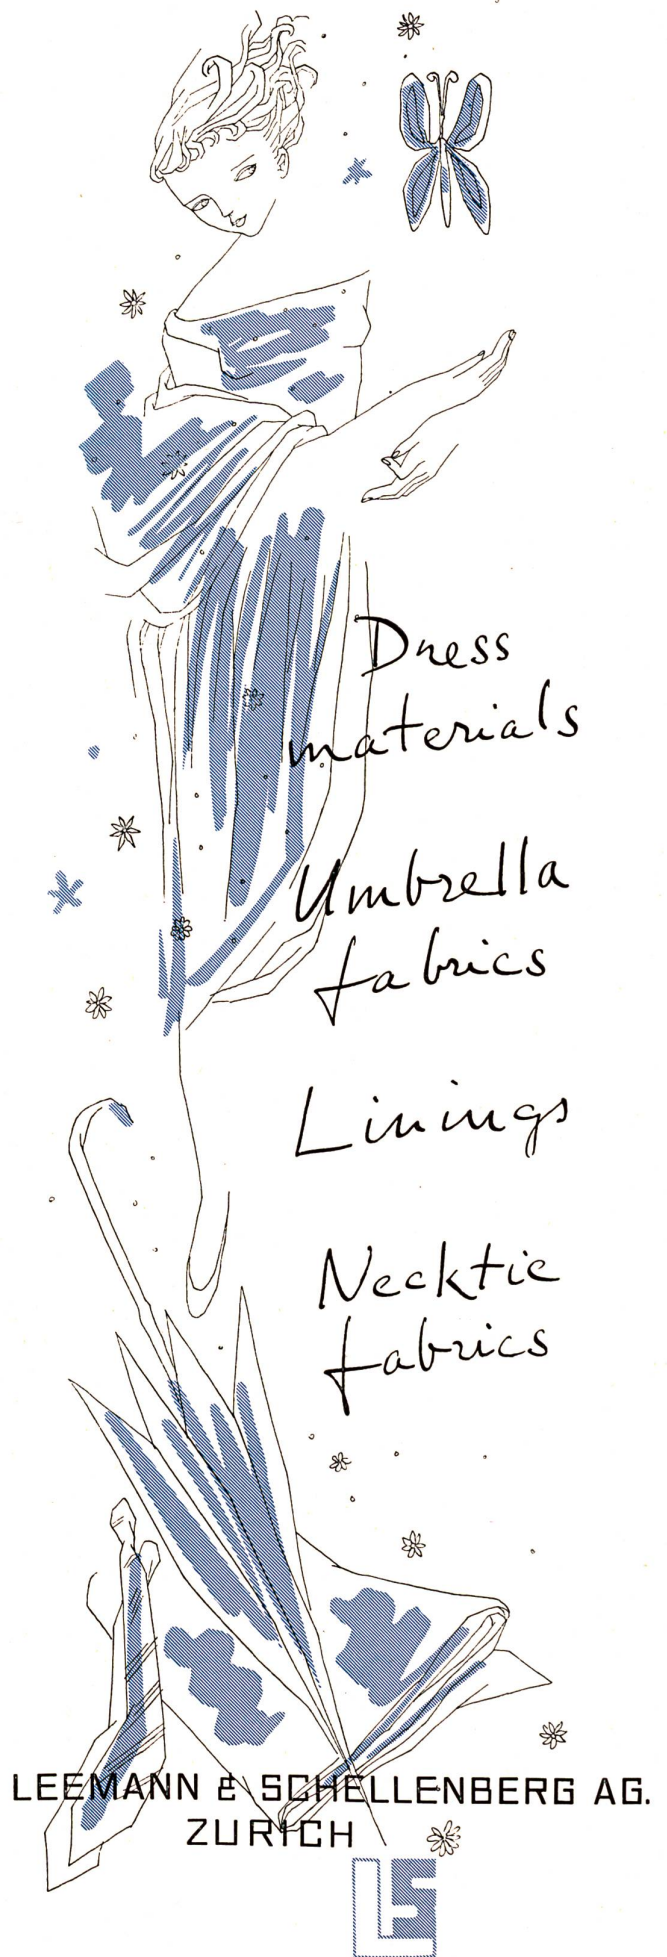 Dress
materials
Umbrella
fabrics
Linings
Necktie
fabrics
LEEMANN & SCHELLENBERG AG.
ZURICH
LS